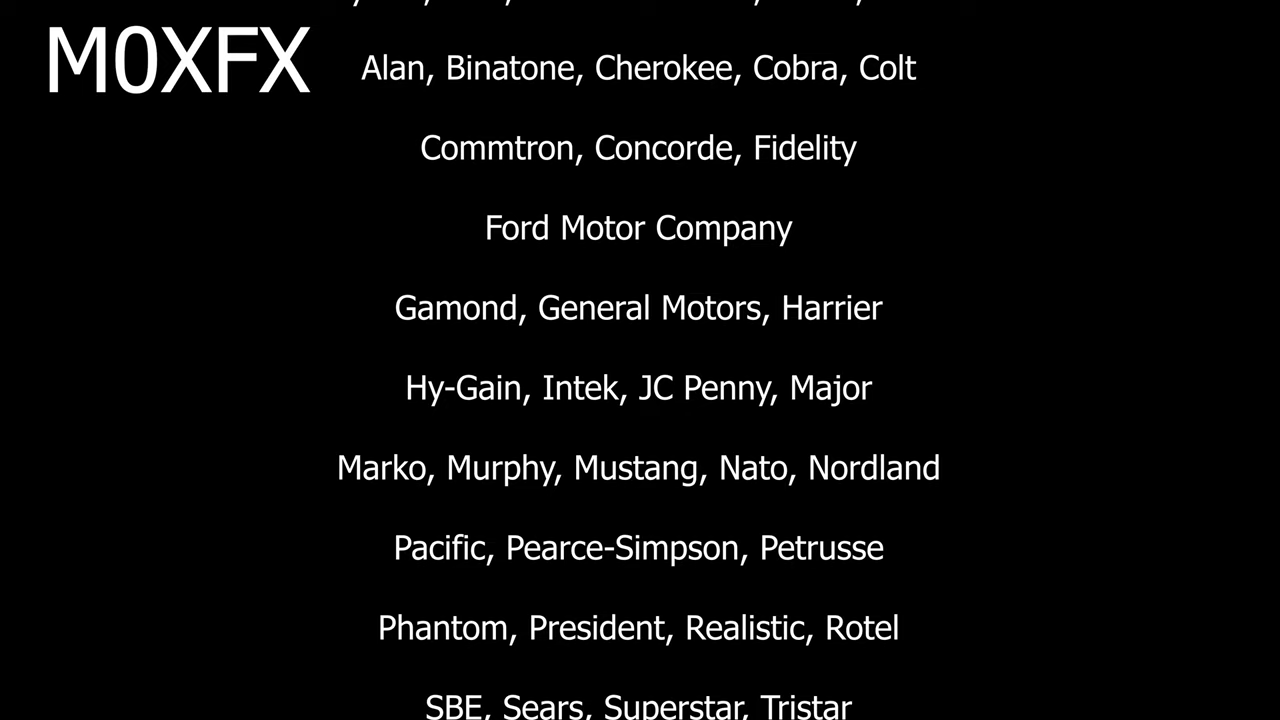 M0XFX
Alan, Binatone, Cherokee, Cobra, Colt
Commtron, Concorde, Fidelity
Ford Motor Company
Gamond, General Motors, Harrier
Hy-Gain, Intek, JC Penny, Major
Marko, Murphy, Mustang, Nato, Nordland
Pacific, Pearce-Simpson, Petrusse
Phantom, President, Realistic, Rotel
SBE, Sears, Superstar, Tristar